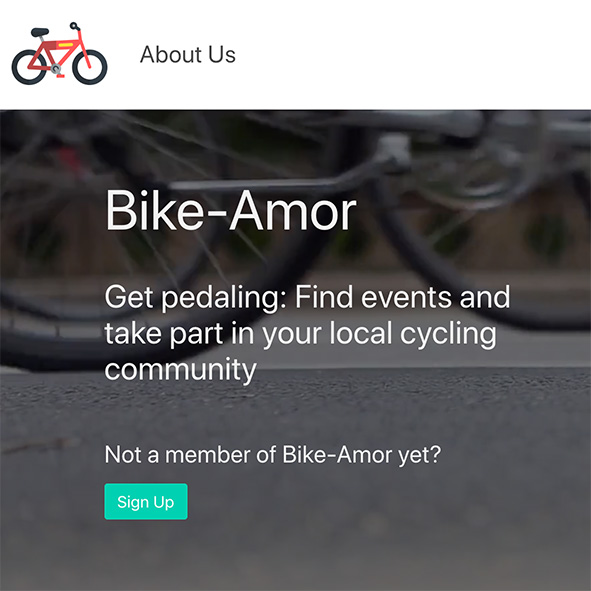 About Us
Bike-Amor
Get pedaling: Find events and
take part in your local cycling
community
Not a member of Bike-Amor yet?
Sign Up